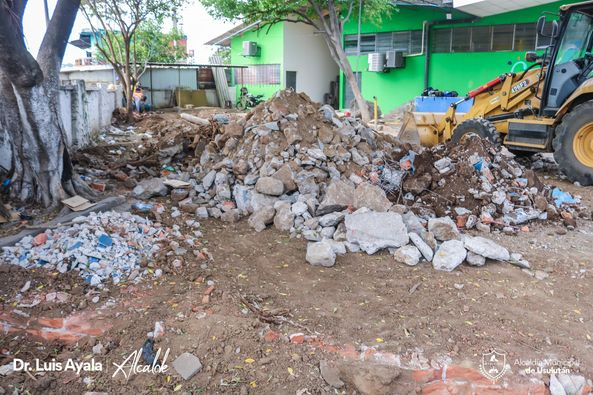 Dr. Luis Ayala
Alcalde
Alcaldía Municipal
de Usulután